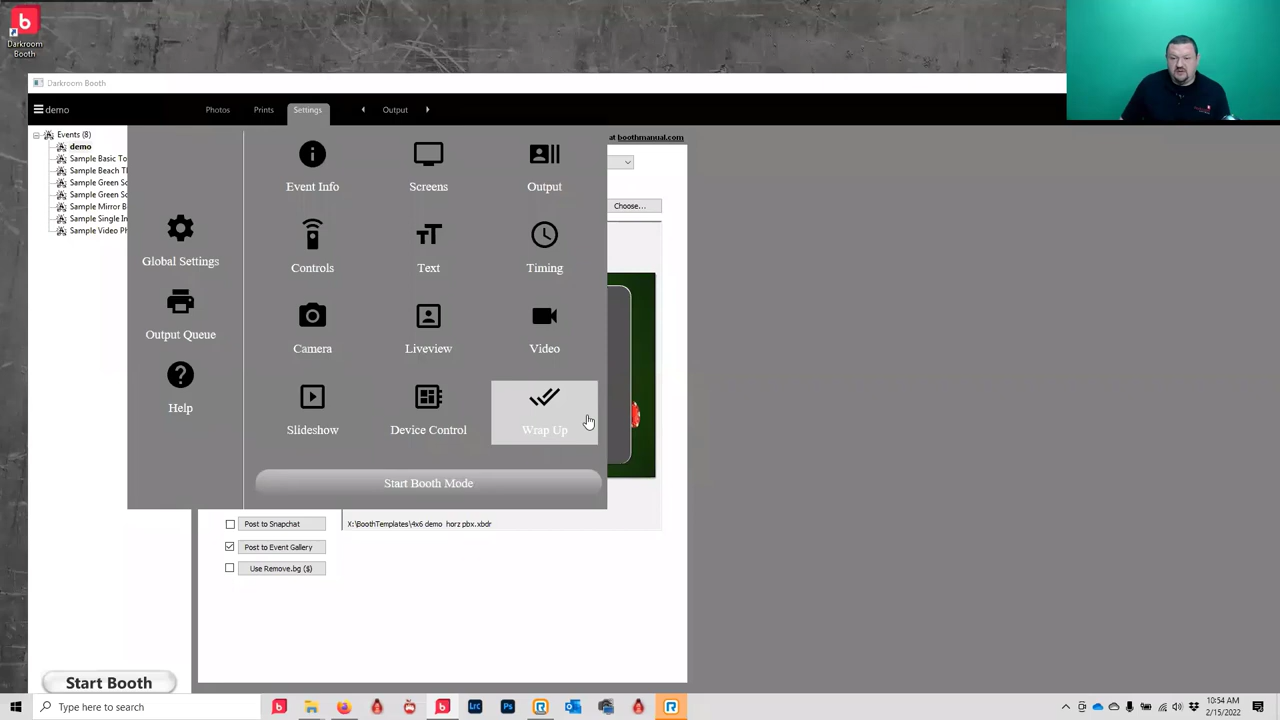 Darkroom
Booth
Darkroom Booth
demo
Photos
Prints
Settings
Output
Events (8)
demo
Sample Basic To
Sample Beach Th
Sample Green Sc
Sample Green Sc
Sample Mirror B
Sample Single In
Sample Video Ph
at boothmanual.com
Choose...
Global Settings
Output Queue
Help
Event Info
Screens
Output
Controls
Text
Timing
Camera
Liveview
Video
Slideshow
Device Control
Wrap Up
Start Booth Mode
Post to Snapchat
X:\BoothTemplates\4x6 demo horz pbx.xbdr
Post to Event Gallery
Use Remove.bg ($)
Start Booth
Type here to search
Lrc
Ps
10:54 AM
2/15/2022